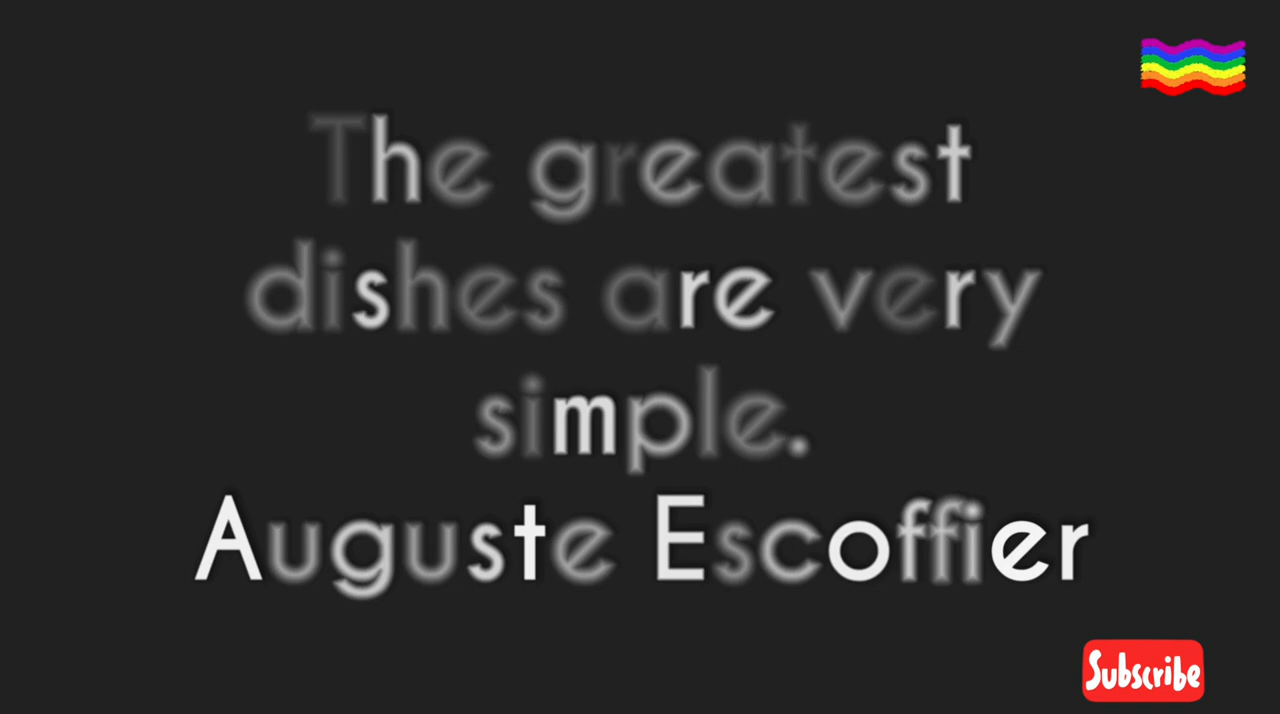 The greatest
dishes are very
simple.
Auguste Escoffier
Subscribe